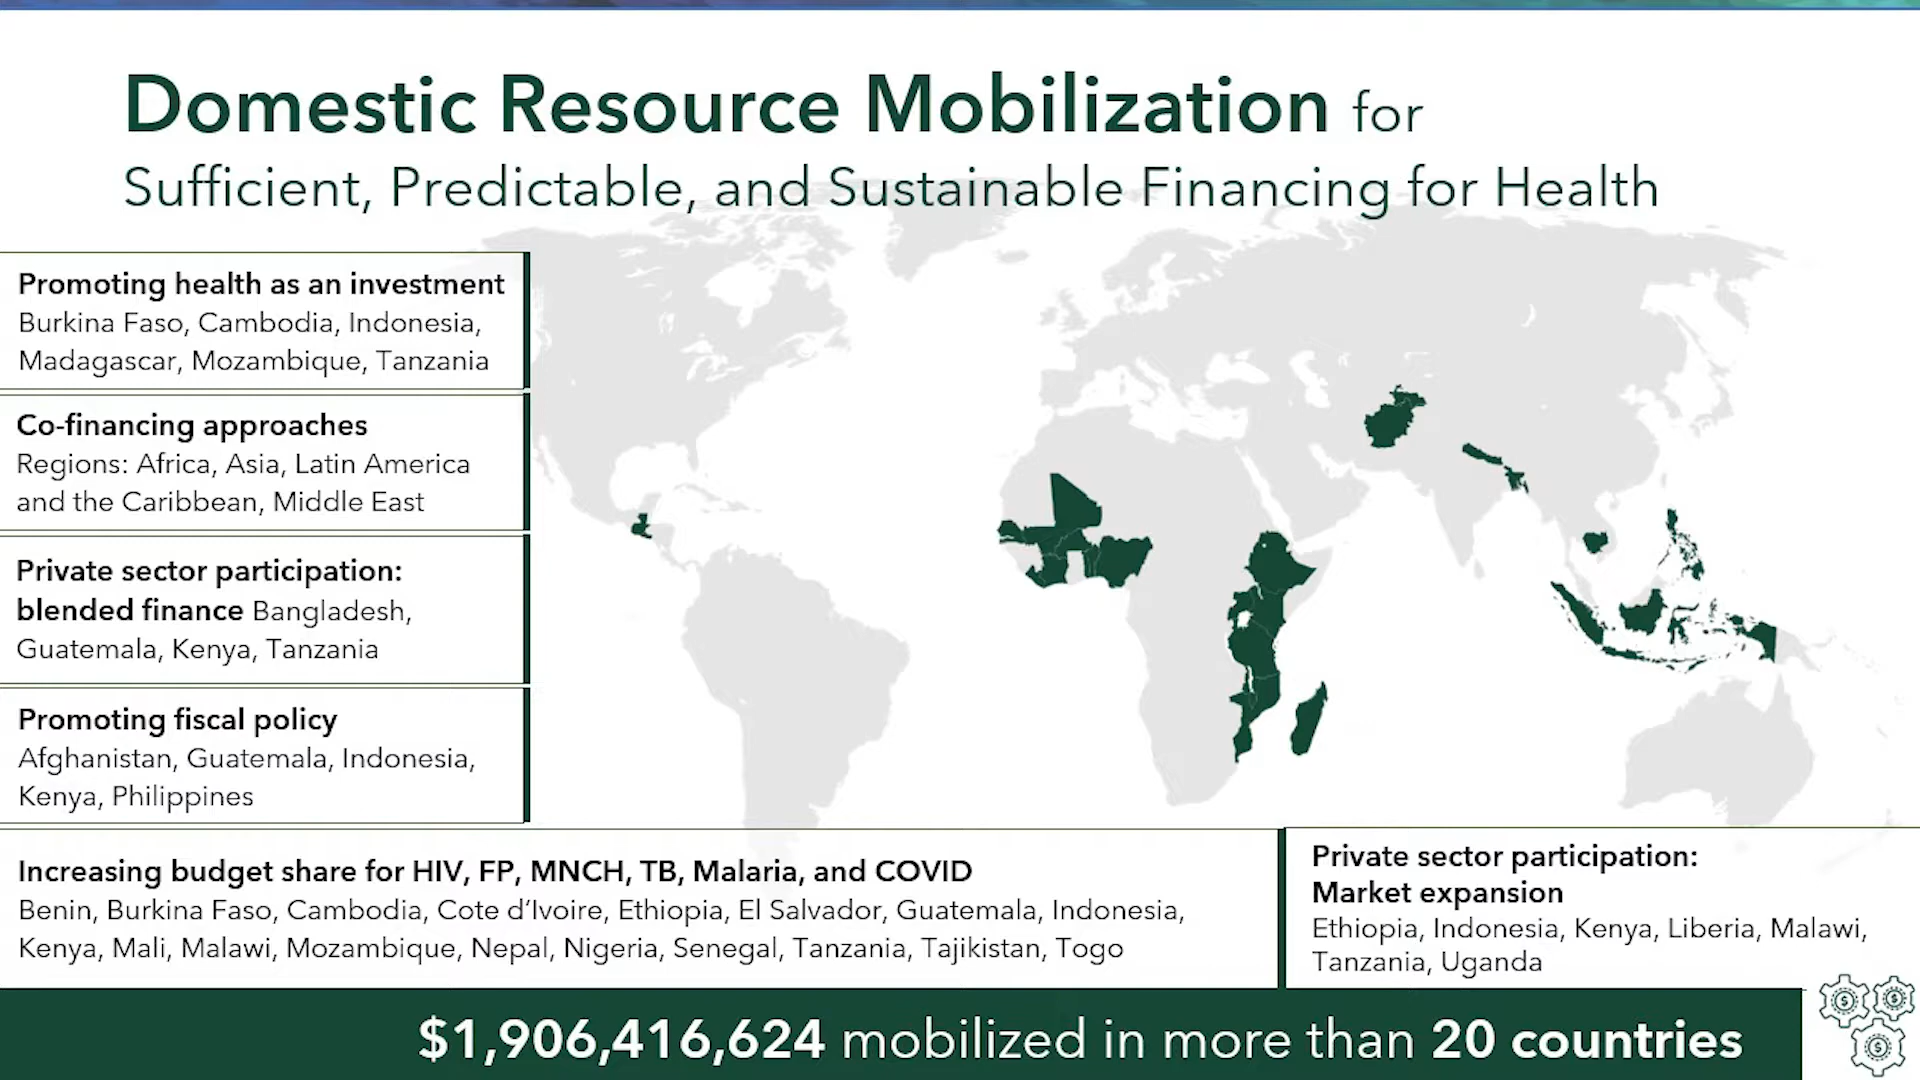 Domestic Resource Mobilization for
Sufficient, Predictable, and Sustainable Financing for Health
Promoting health as an investment
Burkina Faso, Cambodia, Indonesia,
Madagascar, Mozambique, Tanzania
Co-financing approaches
Regions: Africa, Asia, Latin America
and the Caribbean, Middle East
Private sector participation:
blended finance Bangladesh,
Guatemala, Kenya, Tanzania
Promoting fiscal policy
Afghanistan, Guatemala, Indonesia,
Kenya, Philippines
Increasing budget share for HIV, FP, MNCH, TB, Malaria, and COVID
Benin, Burkina Faso, Cambodia, Cote d’Ivoire, Ethiopia, El Salvador, Guatemala, Indonesia,
Kenya, Mali, Malawi, Mozambique, Nepal, Nigeria, Senegal, Tanzania, Tajikistan, Togo
Private sector participation:
Market expansion
Ethiopia, Indonesia, Kenya, Liberia, Malawi,
Tanzania, Uganda
$1,906,416,624 mobilized in more than 20 countries
$ $
$